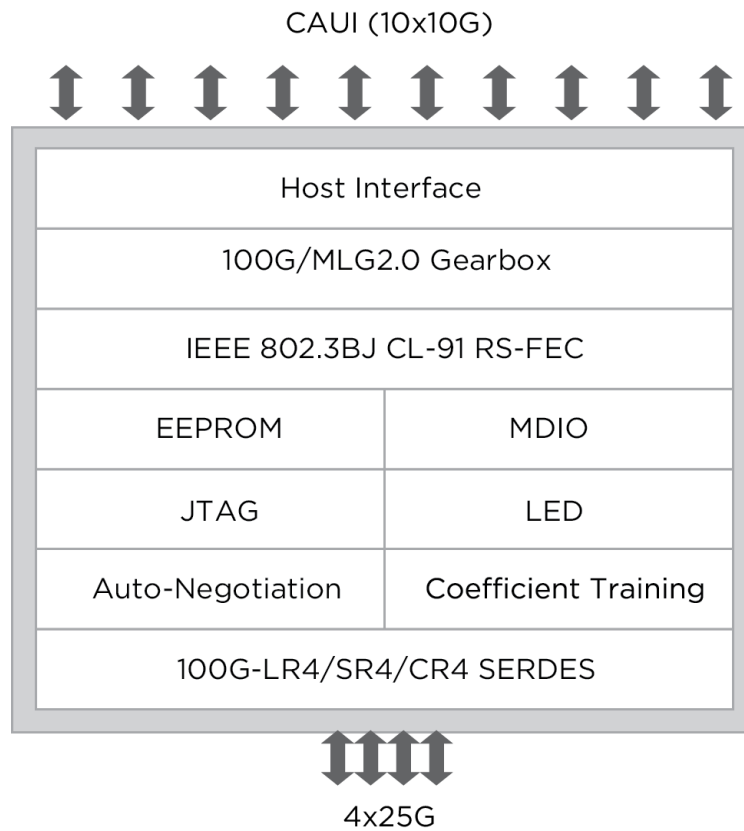 CAUI (10x10G)
Host Interface
100G/MLG2.0 Gearbox
IEEE 802.3BJ CL-91 RS-FEC
EEPROM
MDIO
JTAG
LED
Auto-Negotiation
Coefficient Training
100G-LR4/SR4/CR4 SERDES
4x25G